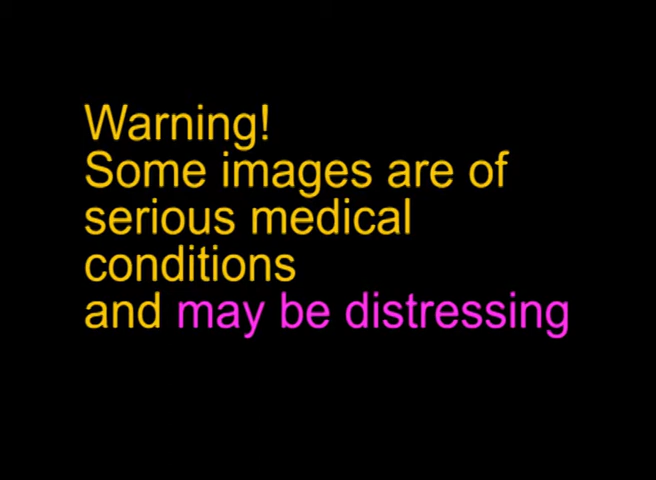 Warning!
Some images are of
serious medical
conditions
and may be distressing